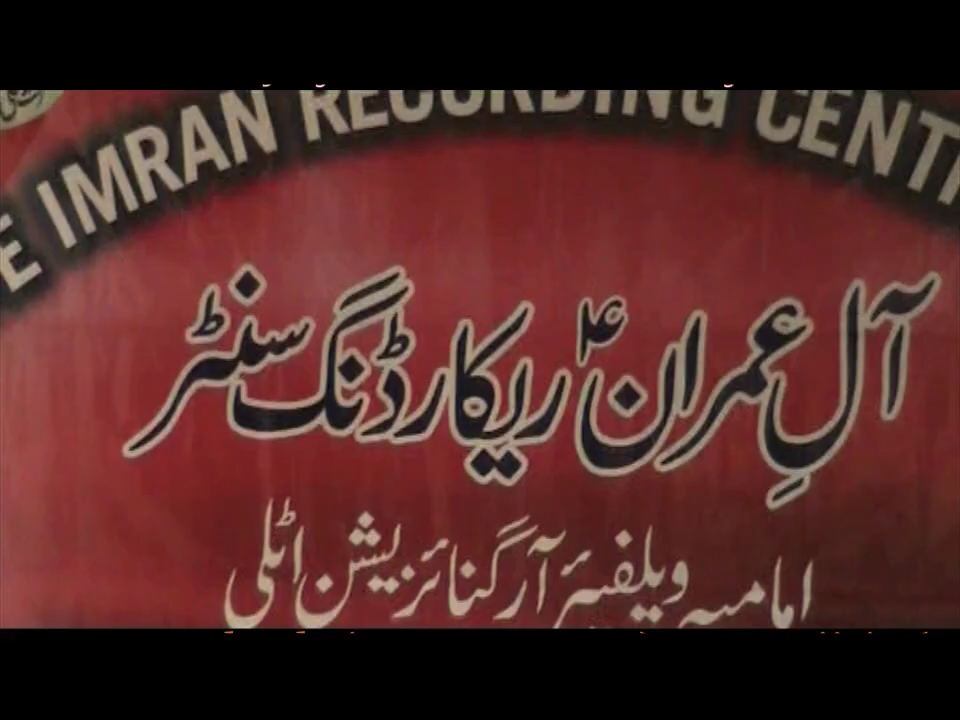 E IMRAN RECORDING CENT
آلِ عمران ؑ ریکارڈنگ سنٹر
امامیہ ویلفیئر آرگنائزیشن اٹلی